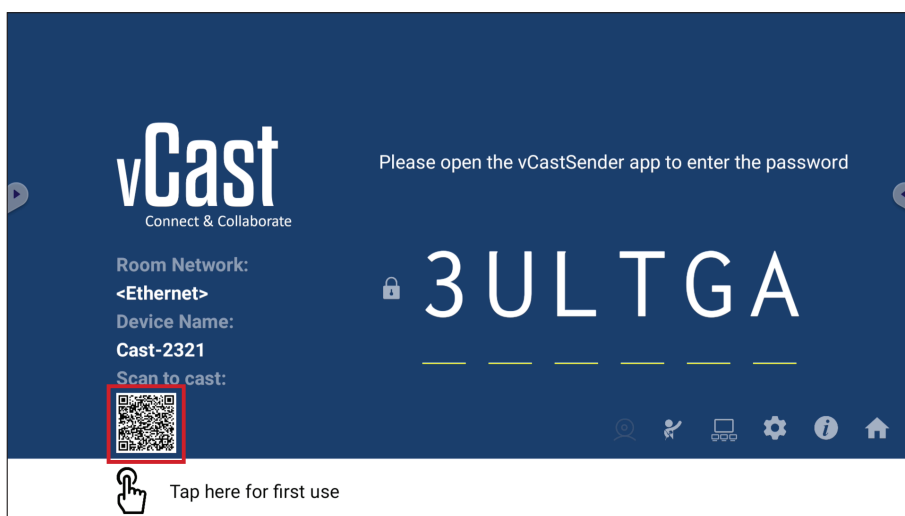 vCast
Connect & Collaborate
Please open the vCastSender app to enter the password
Room Network:
<Ethernet>
Device Name:
Cast-2321
Scan to cast:
3ULTGA
Tap here for first use